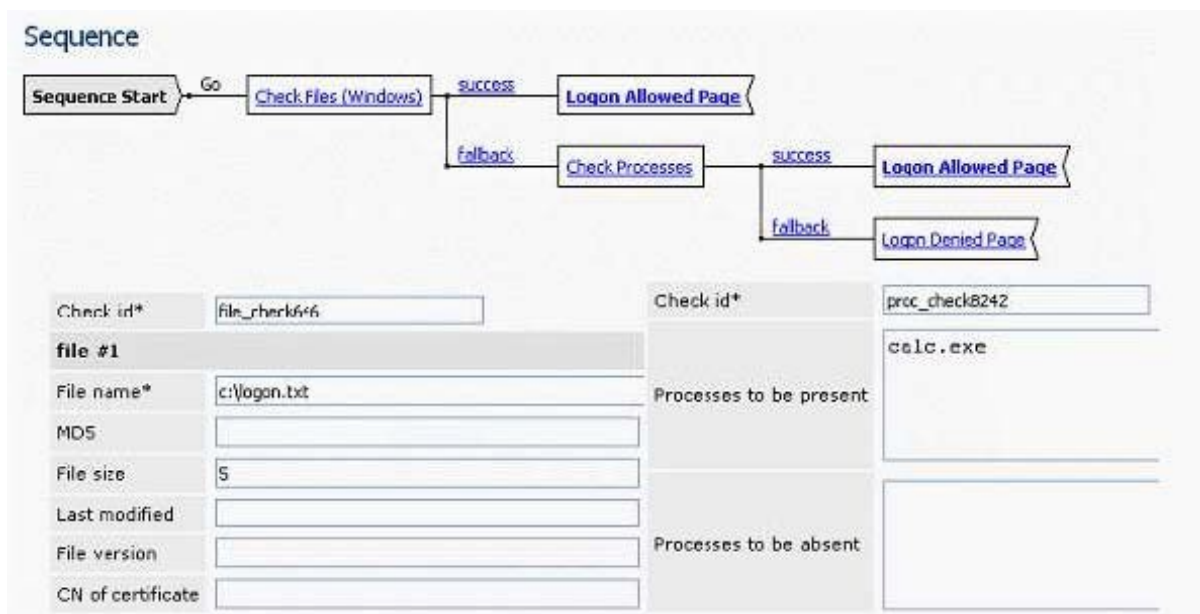 Sequence
Sequence Start
Go
Check Files (Windows)
success
Logon Allowed Page
fallback
Check Processes
success
Logon Allowed Page
fallback
Logon Denied Page
Check id*
file #1
File name* c:\logon.txt
MD5
File size 5
Last modified
File version
CN of certificate
Check id* proc_check8242
Processes to be present calc.exe
Processes to be absent